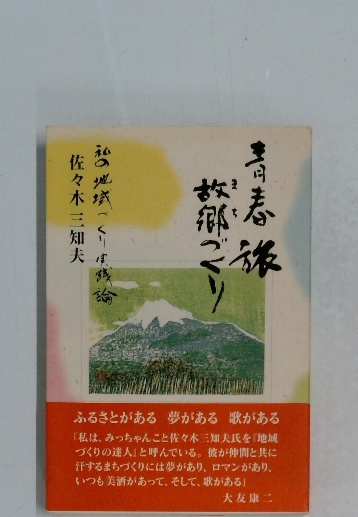 青春旅
故郷づくり
まち
私の地域づくり実践論
佐々木三知夫
ふるさとがある 夢がある 歌がある
「私は、みっちゃんこと佐々木三知夫氏を『地域
づくりの達人』と呼んでいる。彼が仲間と共に
汗するまちづくりには夢があり、ロマンがあり、
いつも美酒があって、そして、歌がある」
大友康二